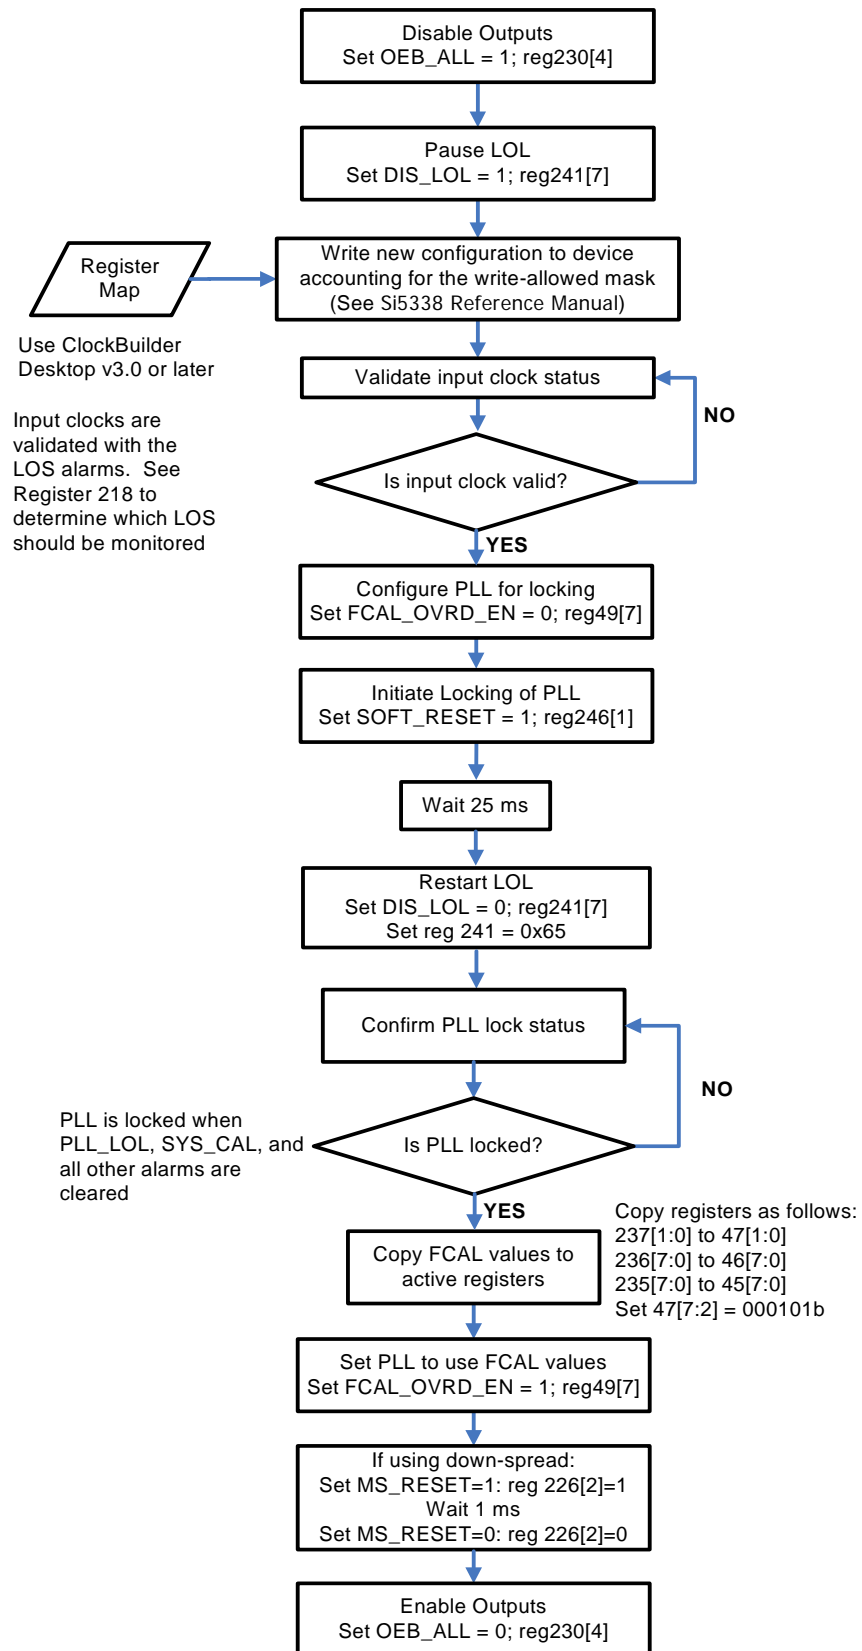 Disable Outputs
Set OEB_ALL = 1; reg230[4]
Pause LOL
Set DIS_LOL = 1; reg241[7]
Register
Map
Write new configuration to device
accounting for the write-allowed mask
(See Si5338 Reference Manual)
Use ClockBuilder
Desktop v3.0 or later
Validate input clock status
NO
Input clocks are
validated with the
LOS alarms.  See
Register 218 to
determine which LOS
should be monitored
Is input clock valid?
YES
Configure PLL for locking
Set FCAL_OVRD_EN = 0; reg49[7]
Initiate Locking of PLL
Set SOFT_RESET = 1; reg246[1]
Wait 25 ms
Restart LOL
Set DIS_LOL = 0; reg241[7]
Set reg 241 = 0x65
Confirm PLL lock status
NO
PLL is locked when
PLL_LOL, SYS_CAL, and
all other alarms are
cleared
Is PLL locked?
YES
Copy FCAL values to
active registers
Copy registers as follows:
237[1:0] to 47[1:0]
236[7:0] to 46[7:0]
235[7:0] to 45[7:0]
Set 47[7:2] = 000101b
Set PLL to use FCAL values
Set FCAL_OVRD_EN = 1; reg49[7]
If using down-spread:
Set MS_RESET=1: reg 226[2]=1
Wait 1 ms
Set MS_RESET=0: reg 226[2]=0
Enable Outputs
Set OEB_ALL = 0; reg230[4]